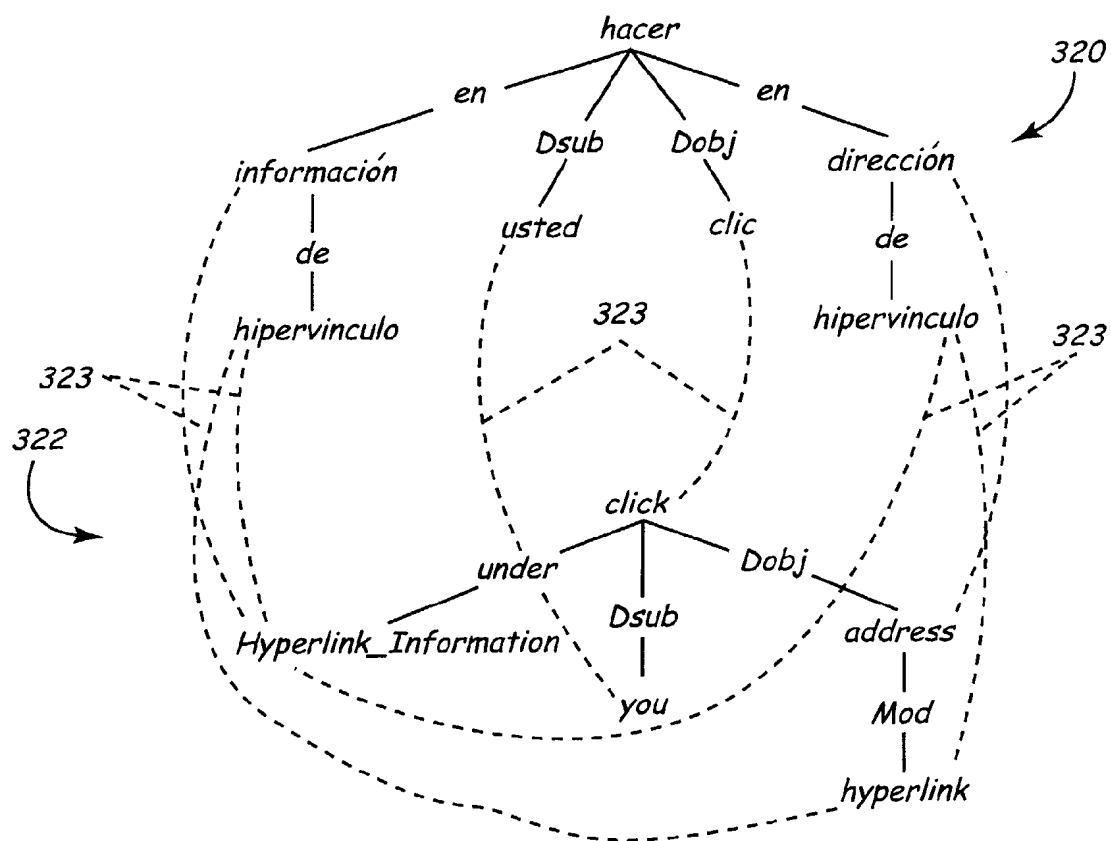 hacer
320
en
en
Dsub
Dobj
información
dirección
usted
clic
de
de
hipervinculo
323
hipervinculo
323
323
322
click
under
Dobj
Dsub
Hyperlink_Information
address
you
Mod
hyperlink